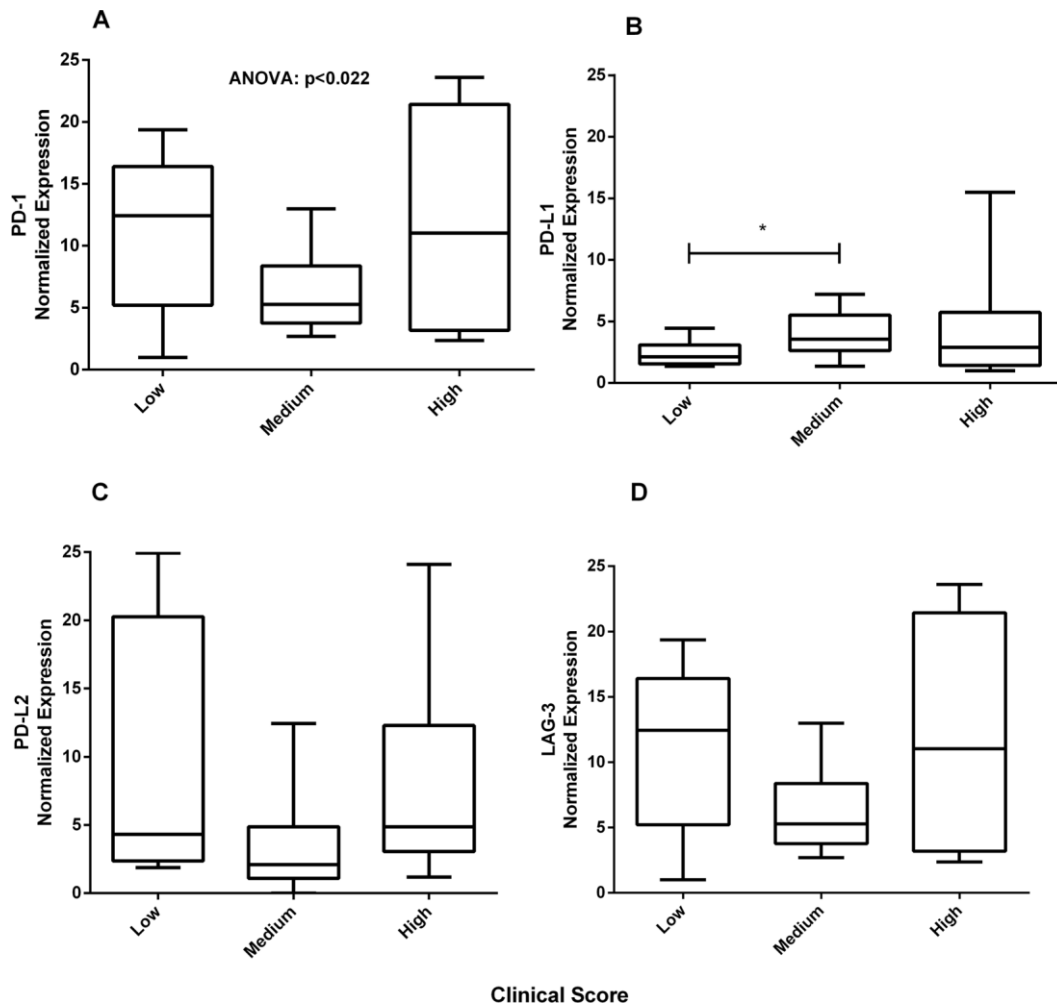 A
PD-1
Normalized Expression
25
20
15
10
5
0
ANOVA: p<0.022
Low
Medium
High
B
PD-L1
Normalized Expression
25
20
15
10
5
0
*
Low
Medium
High
C
PD-L2
Normalized Expression
25
20
15
10
5
0
Low
Medium
High
D
LAG-3
Normalized Expression
25
20
15
10
5
0
Low
Medium
High
Clinical Score